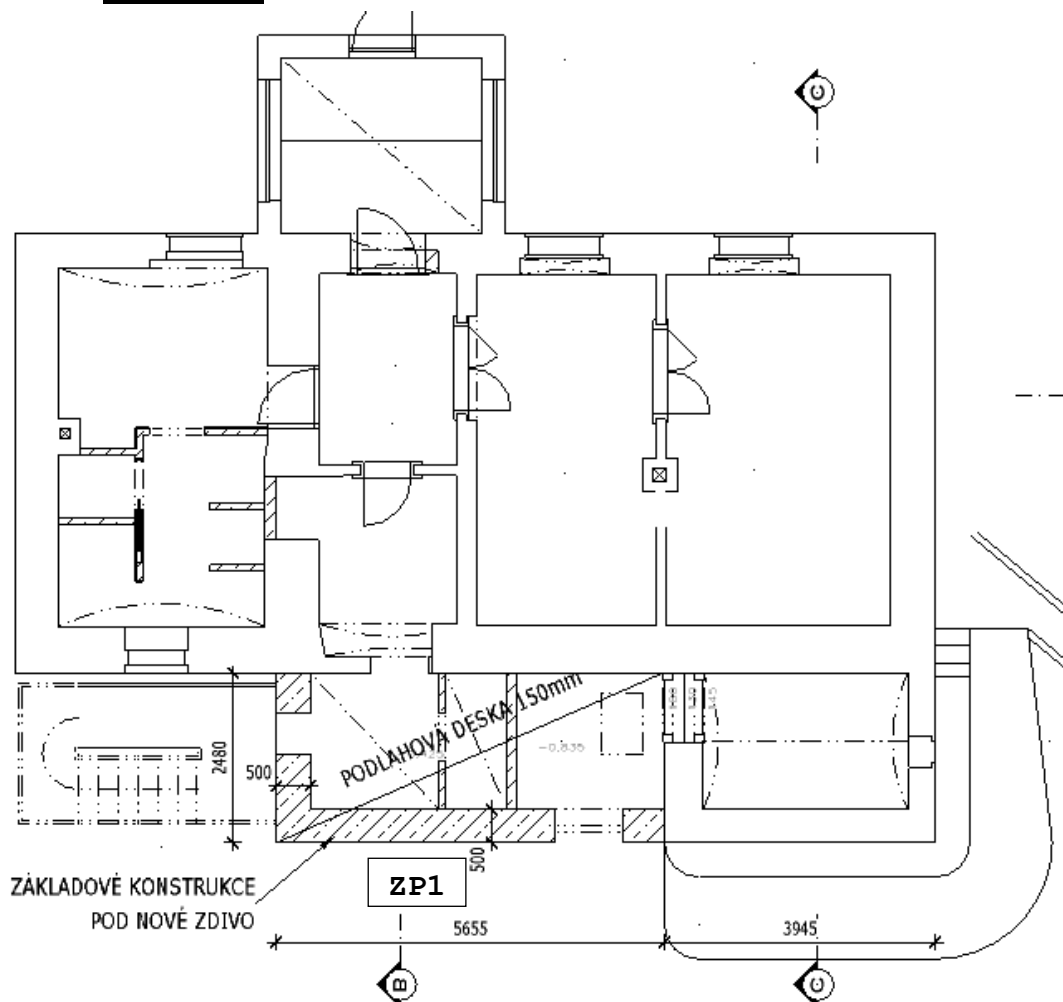 C
PODLAHOVÁ DESKA 150mm
-0,835
2480
500
500
ZÁKLADOVÉ KONSTRUKCE
POD NOVÉ ZDIVO
ZP1
5655
3945
B
C